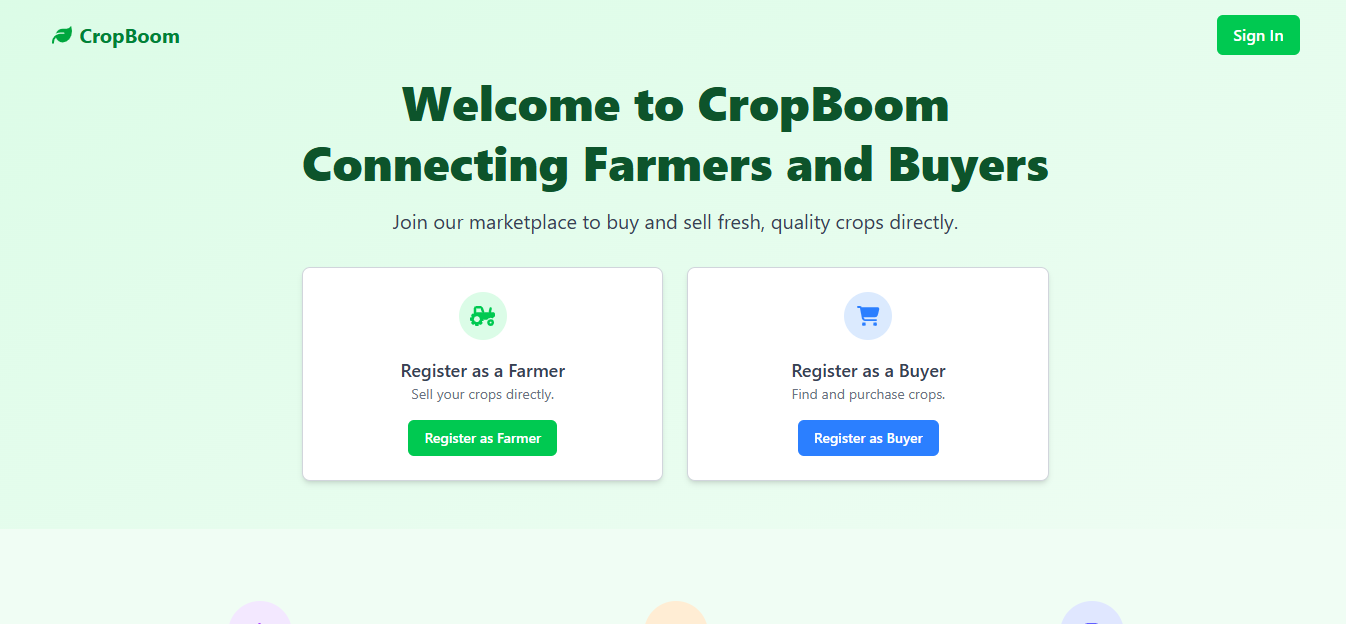 CropBoom
Sign In
Welcome to CropBoom
Connecting Farmers and Buyers
Join our marketplace to buy and sell fresh, quality crops directly.
Register as a Farmer
Sell your crops directly.
Register as Farmer
Register as a Buyer
Find and purchase crops.
Register as Buyer